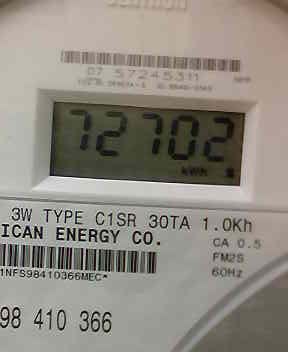 07 57245311
72702
kWh
3W TYPE C1SR 30TA 1.0Kh
ICAN ENERGY CO.
CA 0.5
FM2S
60Hz
1NFS98410366MEC*
98 410 366